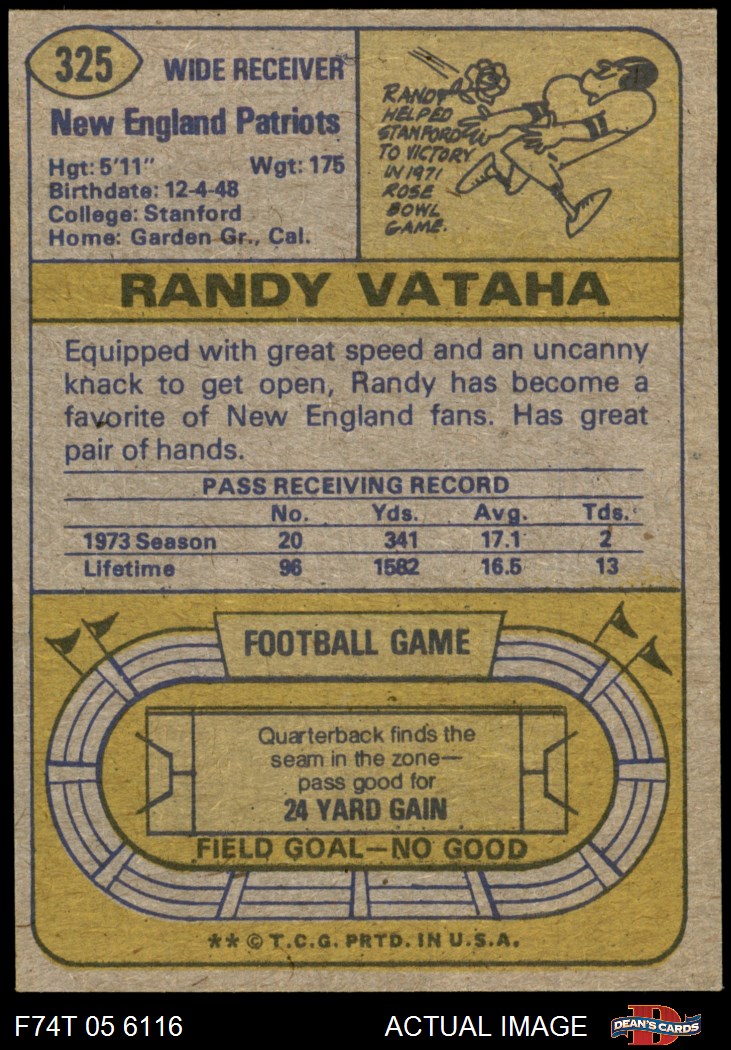 325
WIDE RECEIVER
New England Patriots
Hgt: 5'11" Wgt: 175
Birthdate: 12-4-48
College: Stanford
Home: Garden Gr., Cal.
RANDY
HELPED
STANFORD
TO VICTORY
IN 1971
ROSE
BOWL
GAME.
RANDY VATAHA
Equipped with great speed and an uncanny
knack to get open, Randy has become a
favorite of New England fans. Has great
pair of hands.
PASS RECEIVING RECORD
No. Yds. Avg. Tds.
1973 Season 20 341 17.1 2
Lifetime 96 1582 16.5 13
FOOTBALL GAME
Quarterback finds the
seam in the zone—
pass good for
24 YARD GAIN
FIELD GOAL—NO GOOD
** © T.C.G. PRTD. IN U.S.A.
F74T 05 6116 ACTUAL IMAGE
D
DEAN'S CARDS